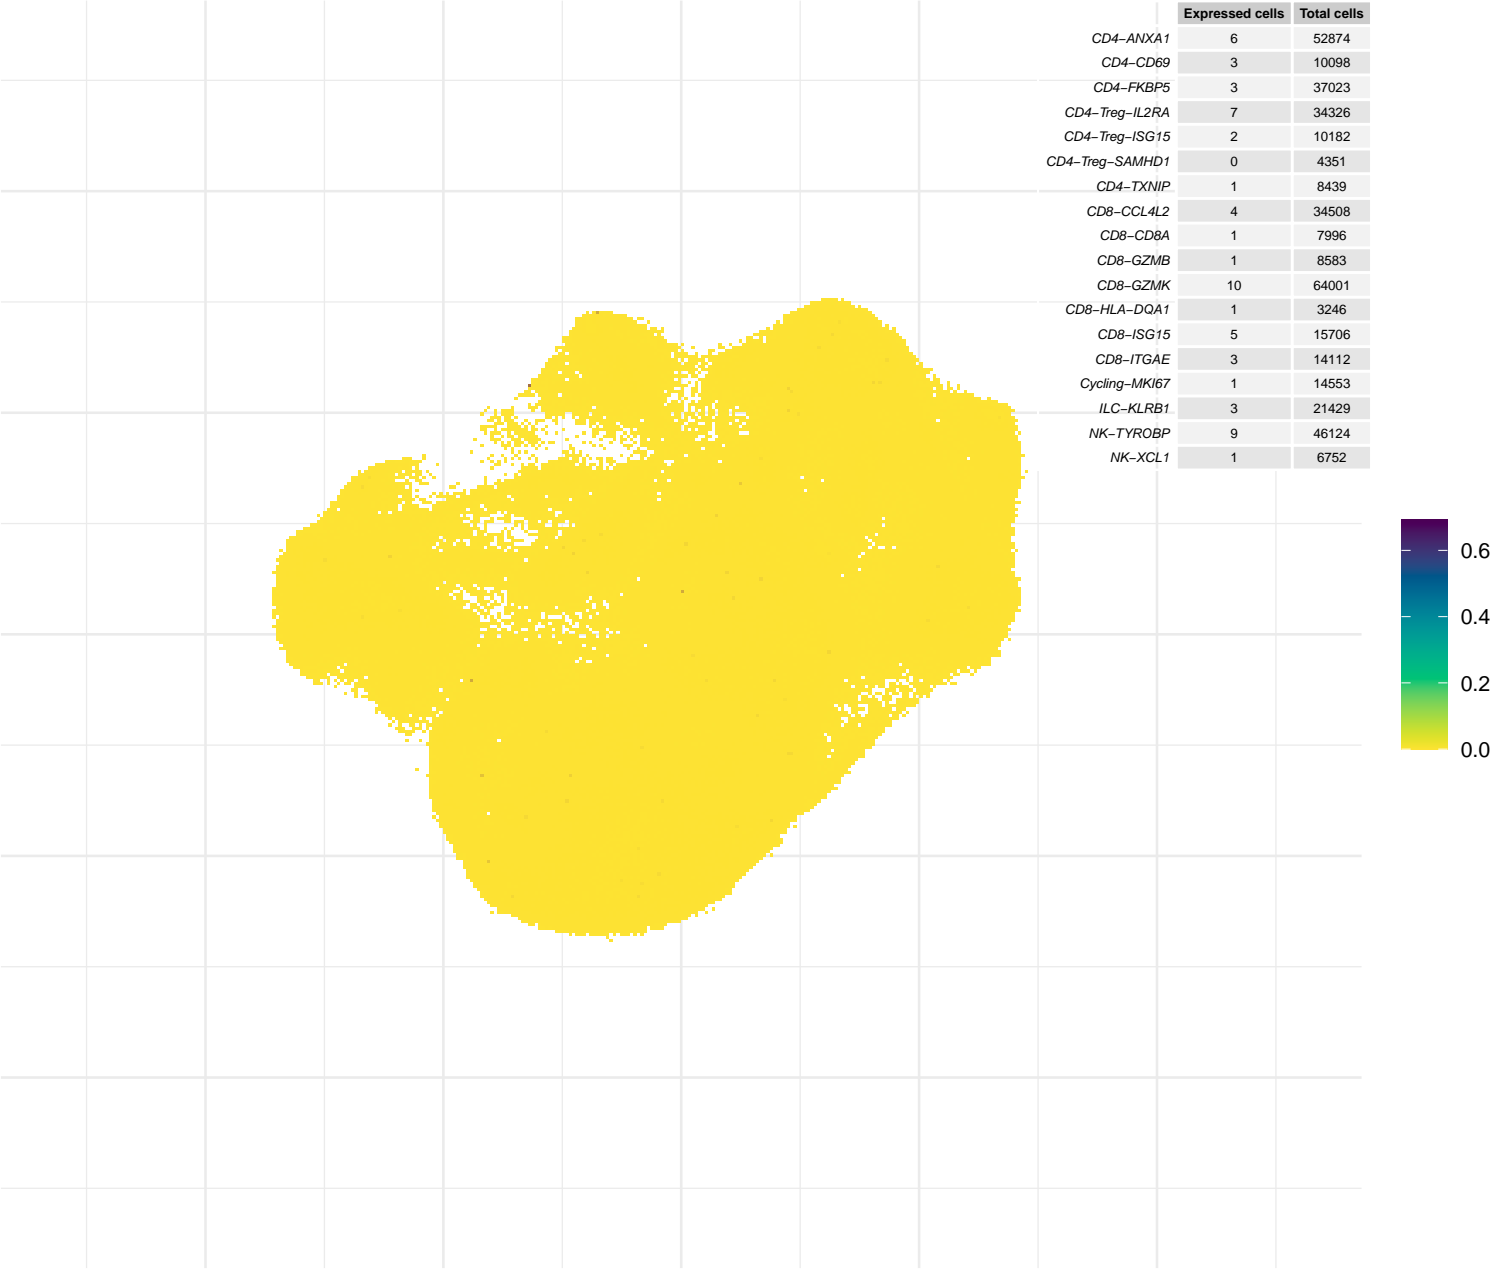 Expressed cells Total cells
CD4−ANXA1 6 52874
CD4−CD69 3 10098
CD4−FKBP5 3 37023
CD4−Treg−IL2RA 7 34326
CD4−Treg−ISG15 2 10182
CD4−Treg−SAMHD1 0 4351
CD4−TXNIP 1 8439
CD8−CCL4L2 4 34508
CD8−CD8A 1 7996
CD8−GZMB 1 8583
CD8−GZMK 10 64001
CD8−HLA−DQA1 1 3246
CD8−ISG15 5 15706
CD8−ITGAE 3 14112
Cycling−MKI67 1 14553
ILC−KLRB1 3 21429
NK−TYROBP 9 46124
NK−XCL1 1 6752
0.6
0.4
0.2
0.0